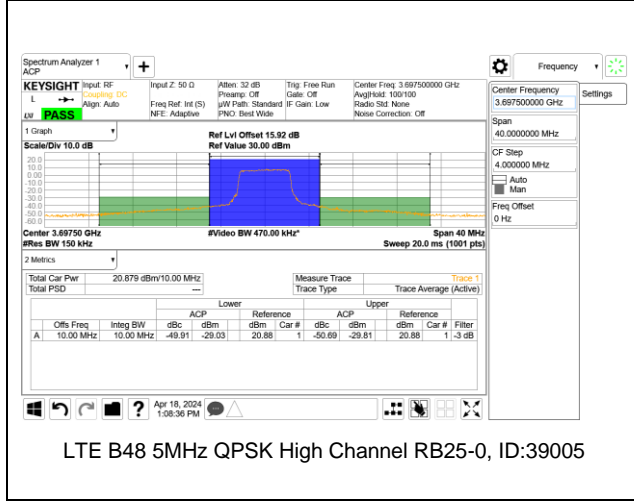 Spectrum Analyzer 1
ACP
+
Frequency
KEYSIGHT Input: RF Input Z: 50 Ω Atten: 32 dB Trig: Free Run Center Freq: 3.697500000 GHz
L Coupling: DC Preamp: Off Gate: Off Avg|Hold: 100/100
Align: Auto Freq Ref: Int (S) µW Path: Standard IF Gain: Low Radio Std: None
LXI PASS NFE: Adaptive PNO: Best Wide Noise Correction: Off
Center Frequency
3.697500000 GHz
Settings
Span
40.0000000 MHz
CF Step
4.000000 MHz
Auto
Man
Freq Offset
0 Hz
1 Graph
Ref Lvl Offset 15.92 dB
Scale/Div 10.0 dB Ref Value 30.00 dBm
20.0
10.0
0.00
-10.0
-20.0
-30.0
-40.0
-50.0
-60.0
Center 3.69750 GHz #Video BW 470.00 kHz* Span 40 MHz
#Res BW 150 kHz Sweep 20.0 ms (1001 pts)
2 Metrics
Total Car Pwr 20.879 dBm/10.00 MHz Measure Trace Trace 1
Total PSD --- Trace Type Trace Average (Active)
Lower Upper
ACP Reference ACP Reference
Offs Freq Integ BW dBc dBm dBm Car # dBc dBm dBm Car # Filter
A 10.00 MHz 10.00 MHz -49.91 -29.03 20.88 1 -50.69 -29.81 20.88 1 -3 dB
? Apr 18, 2024
1:08:36 PM
LTE B48 5MHz QPSK High Channel RB25-0, ID:39005